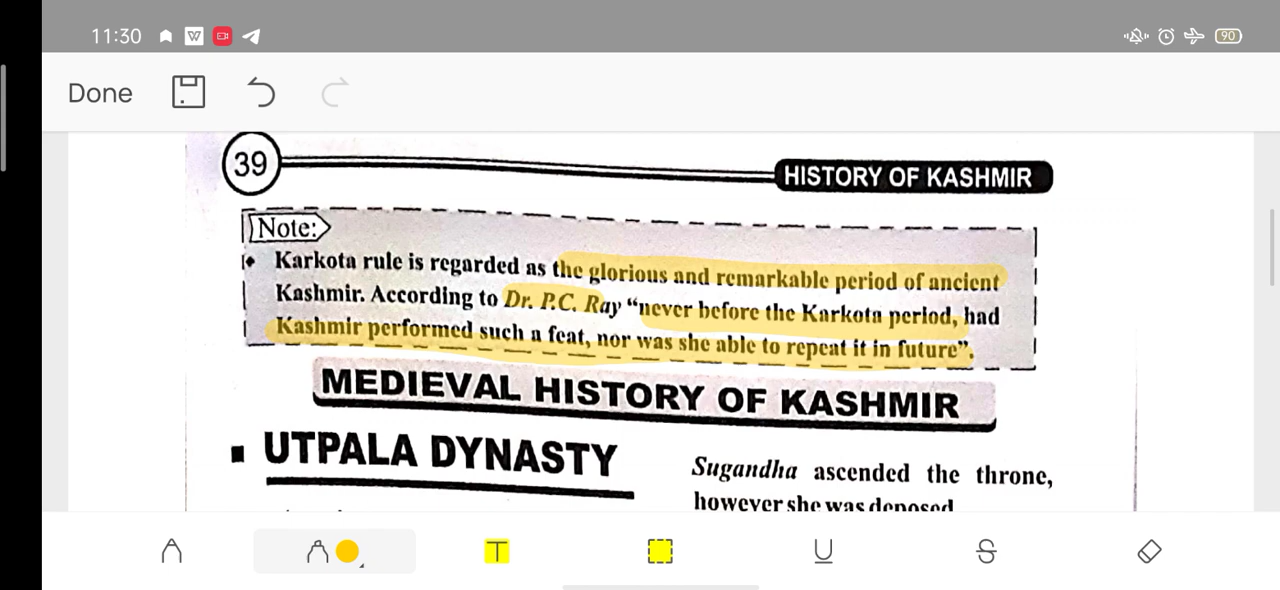 11:30
90
Done
39
HISTORY OF KASHMIR
Note:
Karkota rule is regarded as the glorious and remarkable period of ancient
Kashmir. According to Dr. P.C. Ray “never before the Karkota period, had
Kashmir performed such a feat, nor was she able to repeat it in future”.
MEDIEVAL HISTORY OF KASHMIR
UTPALA DYNASTY
Sugandha ascended the throne,
however she was deposed